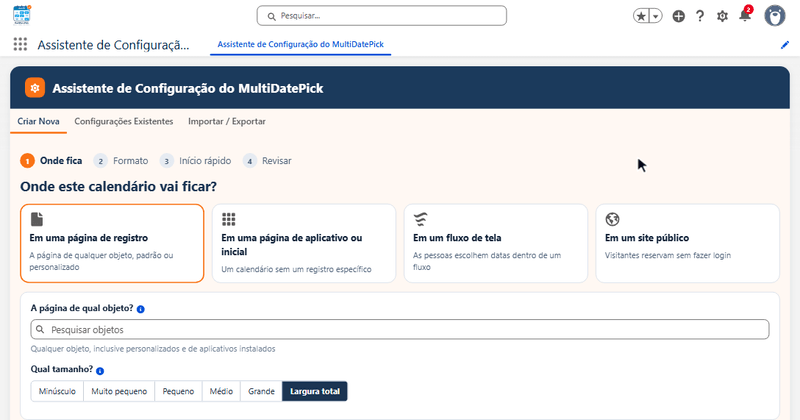 Pesquisar...
2
Assistente de Configuraçã...
Assistente de Configuração do MultiDatePick
Assistente de Configuração do MultiDatePick
Criar Nova
Configurações Existentes
Importar / Exportar
1 Onde fica
2 Formato
3 Início rápido
4 Revisar
Onde este calendário vai ficar?
Em uma página de registro
A página de qualquer objeto, padrão ou
personalizado
Em uma página de aplicativo ou
inicial
Um calendário sem um registro específico
Em um fluxo de tela
As pessoas escolhem datas dentro de um
fluxo
Em um site público
Visitantes reservam sem fazer login
A página de qual objeto?
Pesquisar objetos
Qualquer objeto, inclusive personalizados e de aplicativos instalados
Qual tamanho?
Minúsculo
Muito pequeno
Pequeno
Médio
Grande
Largura total